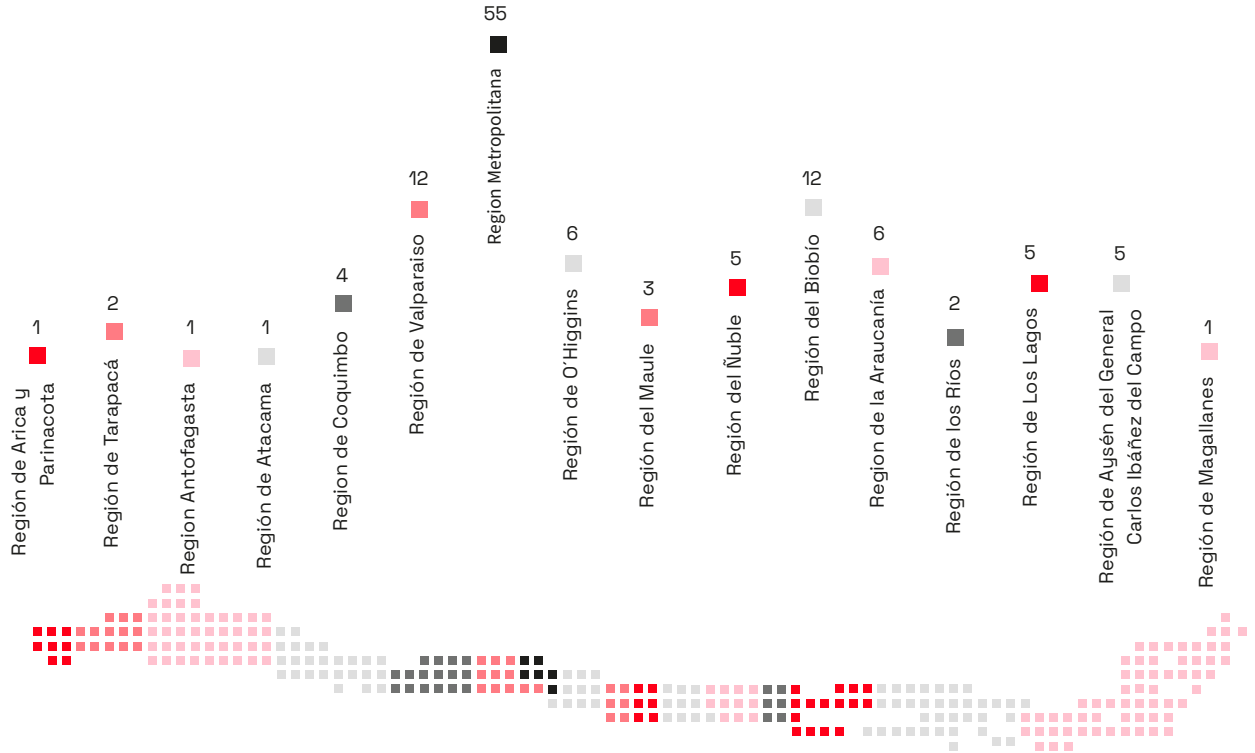 1
Región de Arica y
Parinacota
2
Región de Tarapacá
1
Region Antofagasta
1
Región de Atacama
4
Region de Coquimbo
12
Región de Valparaiso
55
Region Metropolitana
6
Región de O'Higgins
3
Región del Maule
5
Región del Ñuble
12
Región del Biobío
6
Region de la Araucanía
2
Región de los Ríos
5
Región de Los Lagos
5
Región de Aysén del General
Carlos Ibáñez del Campo
1
Región de Magallanes